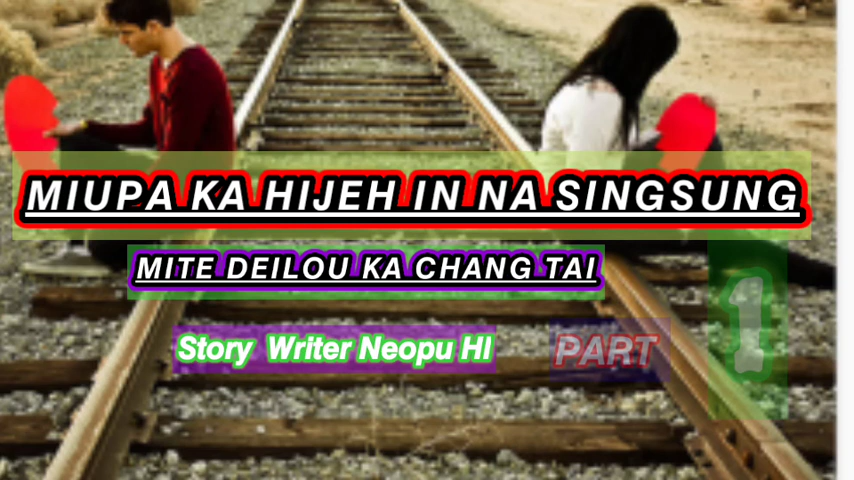 MIUPA KA HIJEH IN NA SINGSUNG
MITE DEILOU KA CHANG TAI
Story Writer Neopu HI PART 1